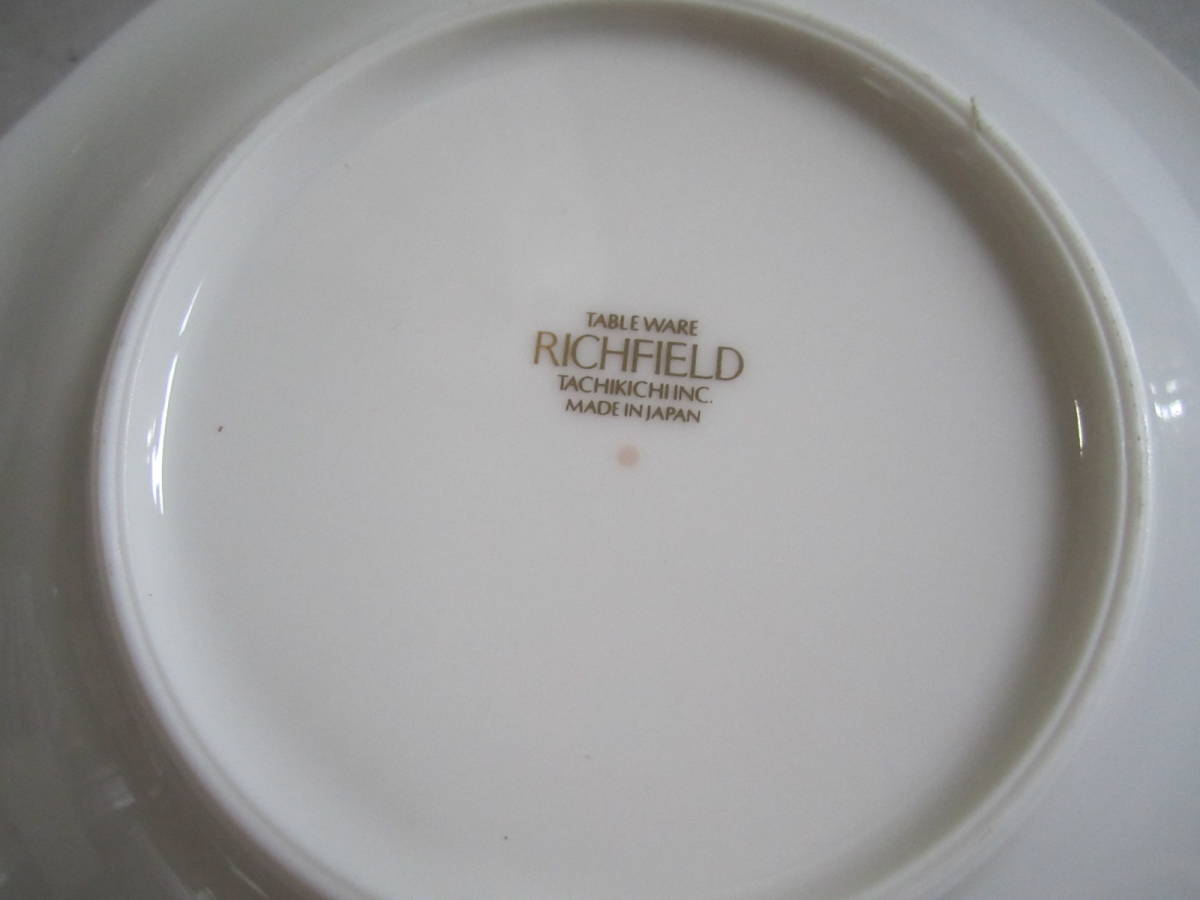 TABLE WARE
RICHFIELD
TACHIKICHI INC.
MADE IN JAPAN